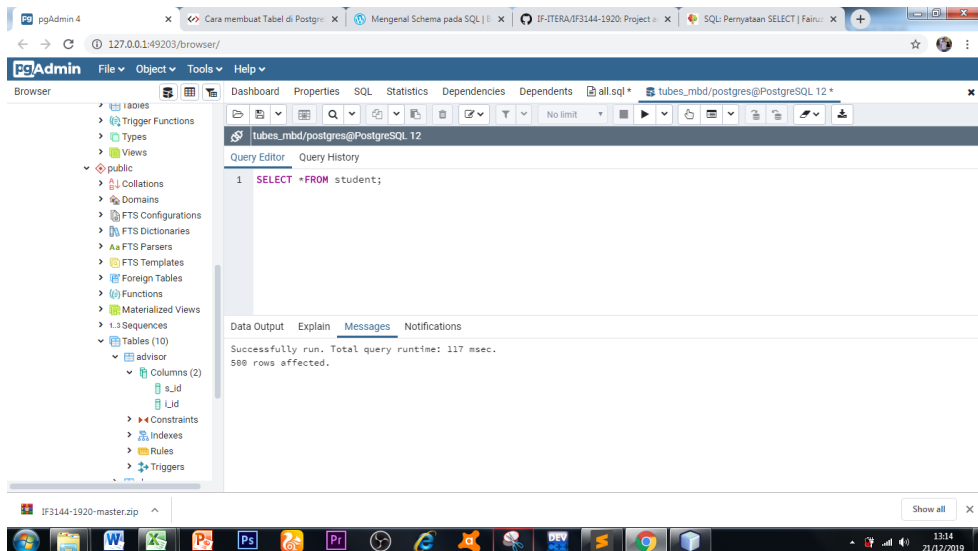 pgAdmin 4
Cara membuat Tabel di Postgre
Mengenal Schema pada SQL | B
IF-ITERA/IF3144-1920: Project a
SQL: Pernyataan SELECT | Fairuz
127.0.0.1:49203/browser/
PgAdmin File Object Tools Help
Browser
Dashboard Properties SQL Statistics Dependencies Dependents all.sql * tubes_mbd/postgres@PostgreSQL 12 *
No limit
tubes_mbd/postgres@PostgreSQL 12
Query Editor Query History
1 SELECT *FROM student;
Tables
Trigger Functions
Types
Views
public
Collations
Domains
FTS Configurations
FTS Dictionaries
Aa FTS Parsers
FTS Templates
Foreign Tables
Functions
Materialized Views
1..3 Sequences
Tables (10)
advisor
Columns (2)
s_id
i_id
Constraints
Indexes
Rules
Triggers
Data Output Explain Messages Notifications
Successfully run. Total query runtime: 117 msec.
500 rows affected.
IF3144-1920-master.zip
Show all
Ps
Pr
DEV
13:14
21/12/2019